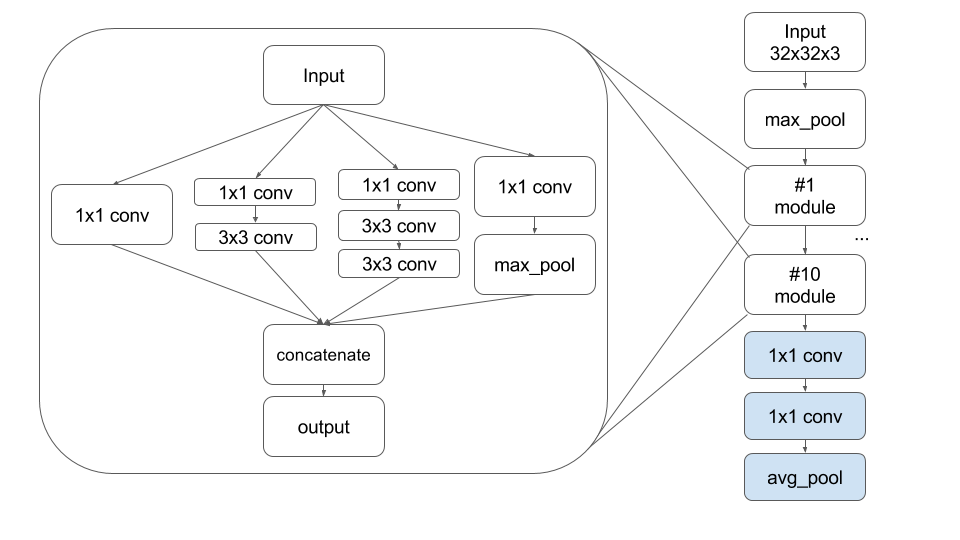 Input
1x1 conv
1x1 conv
3x3 conv
1x1 conv
3x3 conv
3x3 conv
1x1 conv
max_pool
concatenate
output
Input
32x32x3
max_pool
#1
module
...
#10
module
1x1 conv
1x1 conv
avg_pool